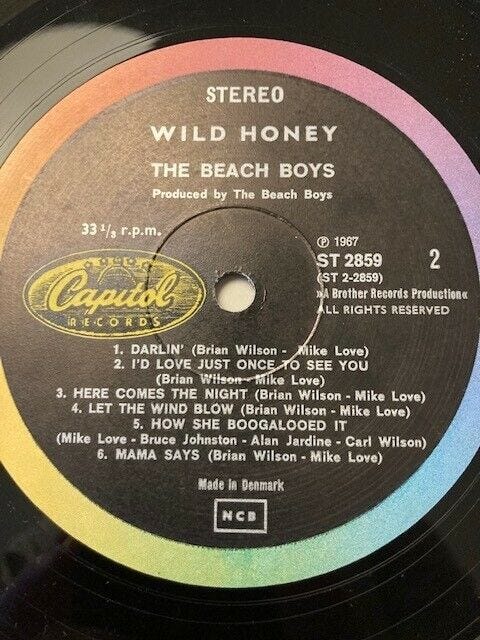 STEREO
WILD HONEY
THE BEACH BOYS
Produced by The Beach Boys
33 1/3 r.p.m.
℗ 1967
ST 2859 2
(ST 2-2859)
»A Brother Records Production«
ALL RIGHTS RESERVED
Capitol
RECORDS
1. DARLIN' (Brian Wilson - Mike Love)
2. I'D LOVE JUST ONCE TO SEE YOU
(Brian Wilson - Mike Love)
3. HERE COMES THE NIGHT (Brian Wilson - Mike Love)
4. LET THE WIND BLOW (Brian Wilson - Mike Love)
5. HOW SHE BOOGALOOED IT
(Mike Love - Bruce Johnston - Alan Jardine - Carl Wilson)
6. MAMA SAYS (Brian Wilson - Mike Love)
Made in Denmark
NCB